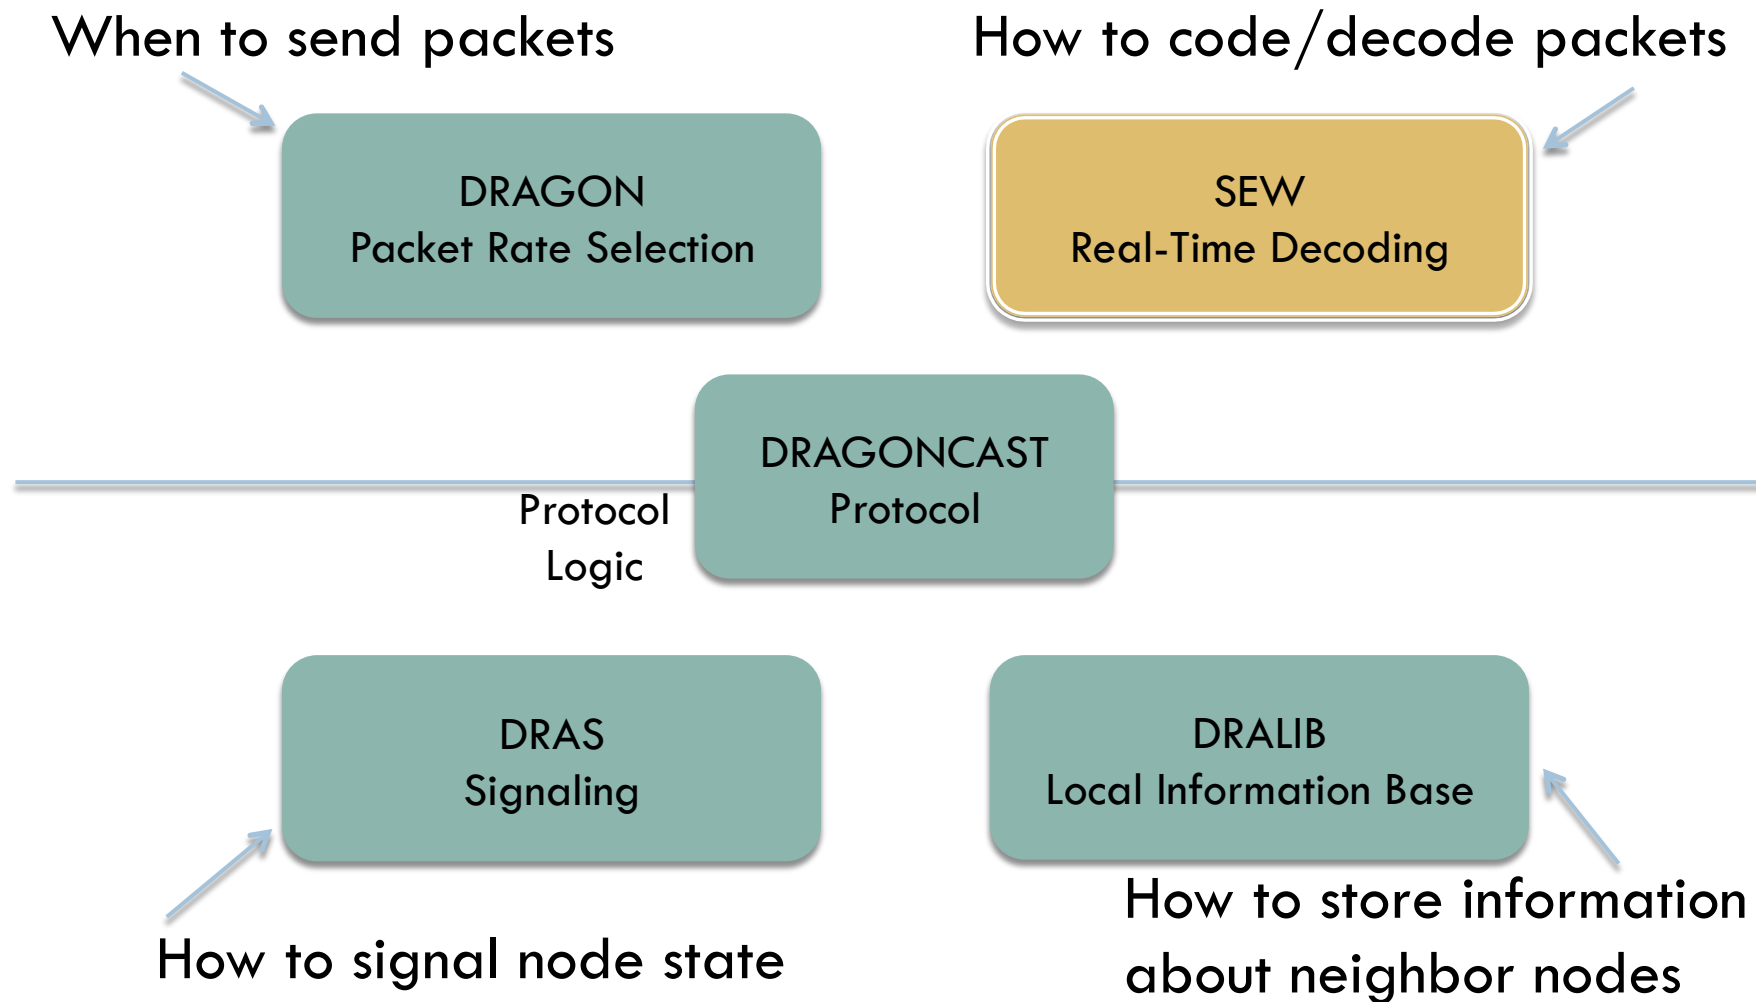 When to send packets
How to code/decode packets
DRAGON
Packet Rate Selection
SEW
Real-Time Decoding
DRAGONCAST
Protocol
Protocol
Logic
DRAS
Signaling
DRALIB
Local Information Base
How to signal node state
How to store information
about neighbor nodes